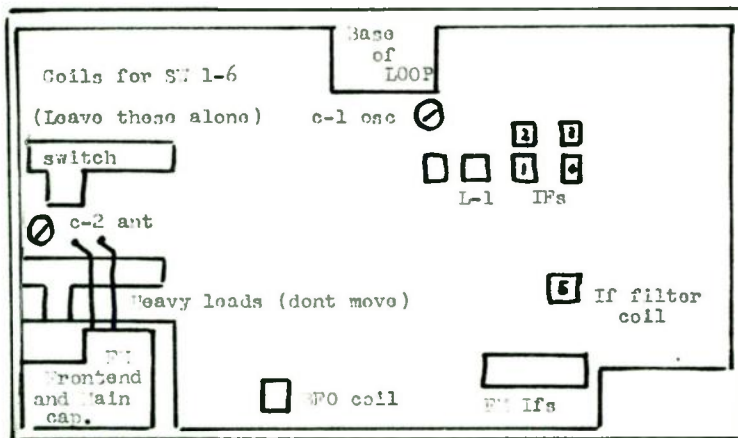 Base
of
LOOP
Coils for SW 1-6
(Leave these alone)
c-1 osc
switch
2
3
1
4
L-1
IFs
c-2 ant
Heavy leads (dont move)
5
If filter
coil
FM
Frontend
and Main
cap.
BFO coil
FM Ifs